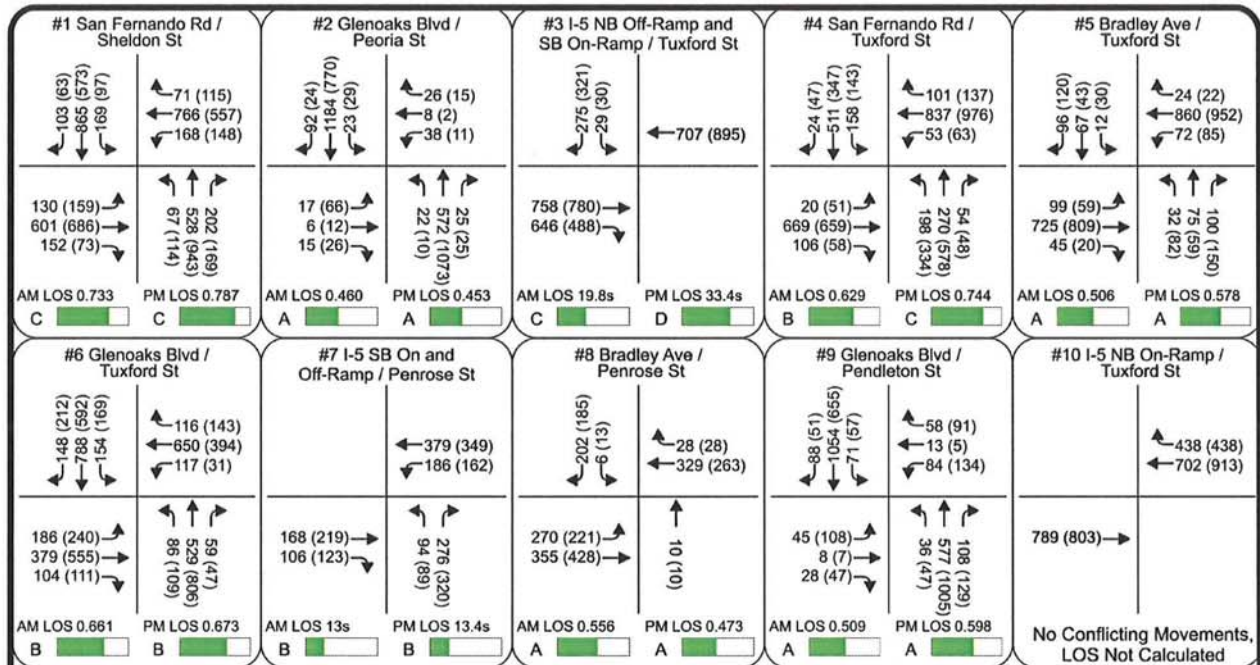 #1 San Fernando Rd /
Sheldon St
103 (63)
865 (573)
169 (97)
71 (115)
766 (557)
168 (148)
130 (159)
601 (686)
152 (73)
67 (114)
528 (943)
202 (169)
AM LOS 0.733
C
PM LOS 0.787
C
#2 Glenoaks Blvd /
Peoria St
92 (24)
1184 (770)
23 (29)
26 (15)
8 (2)
38 (11)
17 (66)
6 (12)
15 (26)
22 (10)
572 (1073)
25 (25)
AM LOS 0.460
A
PM LOS 0.453
A
#3 I-5 NB Off-Ramp and
SB On-Ramp / Tuxford St
275 (321)
29 (30)
707 (895)
758 (780)
646 (488)
AM LOS 19.8s
C
PM LOS 33.4s
D
#4 San Fernando Rd /
Tuxford St
24 (47)
511 (347)
158 (143)
101 (137)
837 (976)
53 (63)
20 (51)
669 (659)
106 (58)
198 (334)
270 (578)
54 (48)
AM LOS 0.629
B
PM LOS 0.744
C
#5 Bradley Ave /
Tuxford St
96 (120)
67 (43)
12 (30)
24 (22)
860 (952)
72 (85)
99 (59)
725 (809)
45 (20)
32 (82)
75 (59)
100 (150)
AM LOS 0.506
A
PM LOS 0.578
A
#6 Glenoaks Blvd /
Tuxford St
148 (212)
788 (592)
154 (169)
116 (143)
650 (394)
117 (31)
186 (240)
379 (555)
104 (111)
86 (109)
529 (806)
59 (47)
AM LOS 0.661
B
PM LOS 0.673
B
#7 I-5 SB On and
Off-Ramp / Penrose St
379 (349)
186 (162)
168 (219)
106 (123)
94 (89)
276 (320)
AM LOS 13s
B
PM LOS 13.4s
B
#8 Bradley Ave /
Penrose St
202 (185)
6 (13)
28 (28)
329 (263)
270 (221)
355 (428)
10 (10)
AM LOS 0.556
A
PM LOS 0.473
A
#9 Glenoaks Blvd /
Pendleton St
88 (51)
1054 (655)
71 (57)
58 (91)
13 (5)
84 (134)
45 (108)
8 (7)
28 (47)
36 (47)
577 (1005)
108 (129)
AM LOS 0.509
A
PM LOS 0.598
A
#10 I-5 NB On-Ramp /
Tuxford St
438 (438)
702 (913)
789 (803)
No Conflicting Movements,
LOS Not Calculated